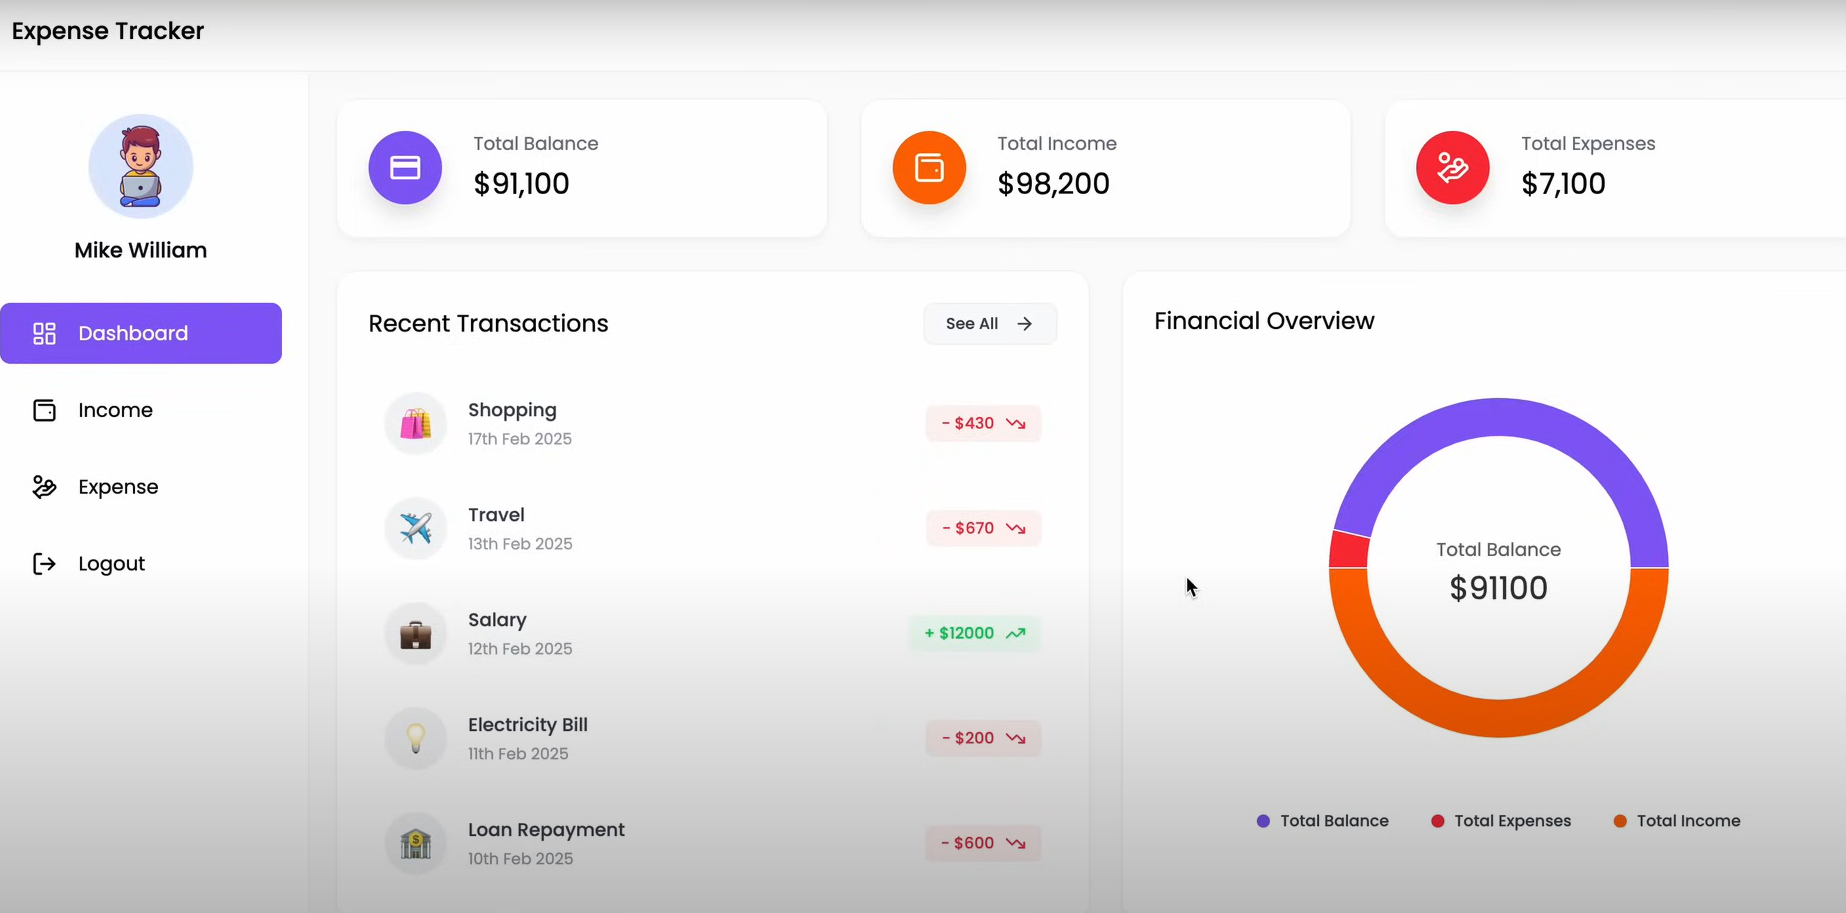 Expense Tracker
Mike William
Dashboard
Income
Expense
Logout
Total Balance
$91,100
Total Income
$98,200
Total Expenses
$7,100
Recent Transactions
See All
Shopping
17th Feb 2025
- $430
Travel
13th Feb 2025
- $670
Salary
12th Feb 2025
+ $12000
Electricity Bill
11th Feb 2025
- $200
Loan Repayment
10th Feb 2025
- $600
Financial Overview
Total Balance
$91100
Total Balance
Total Expenses
Total Income